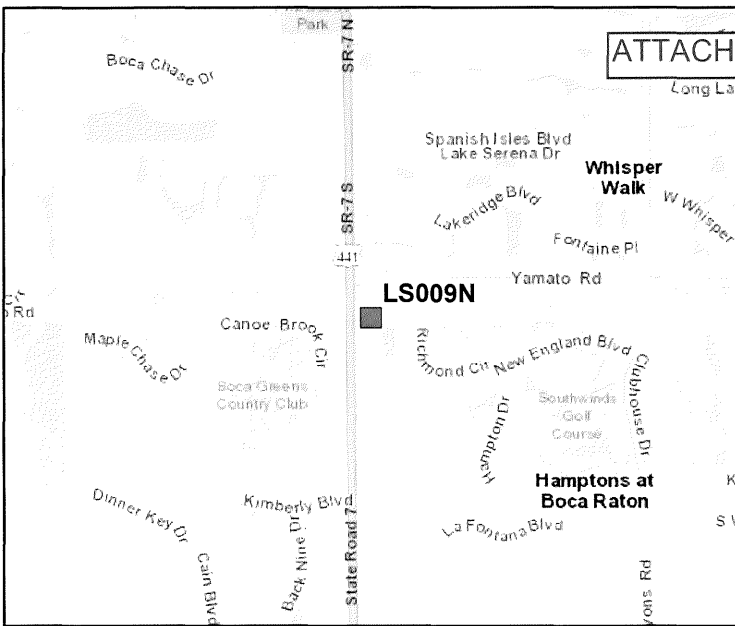 Park
SR-7 N
Boca Chase Dr
ATTACH
Long La
Spanish Isles Blvd
Lake Serena Dr
Whisper
Walk
SR-7 S
Lakeridge Blvd
W Whisper
Fontaine Pl
441
Yamato Rd
LS009N
Rd
Canoe Brook Cir
Maple Chase Dr
Richmond Cir
New England Blvd
Clubhouse Dr
Boca Greens
Country Club
Hampton Dr
Southwinds
Golf
Course
Hamptons at
Boca Raton
Dinner Key Dr
Kimberly Blvd
La Fontana Blvd
Back Nine Dr
State Road 7
Cain Blvd
K
S
yons Rd